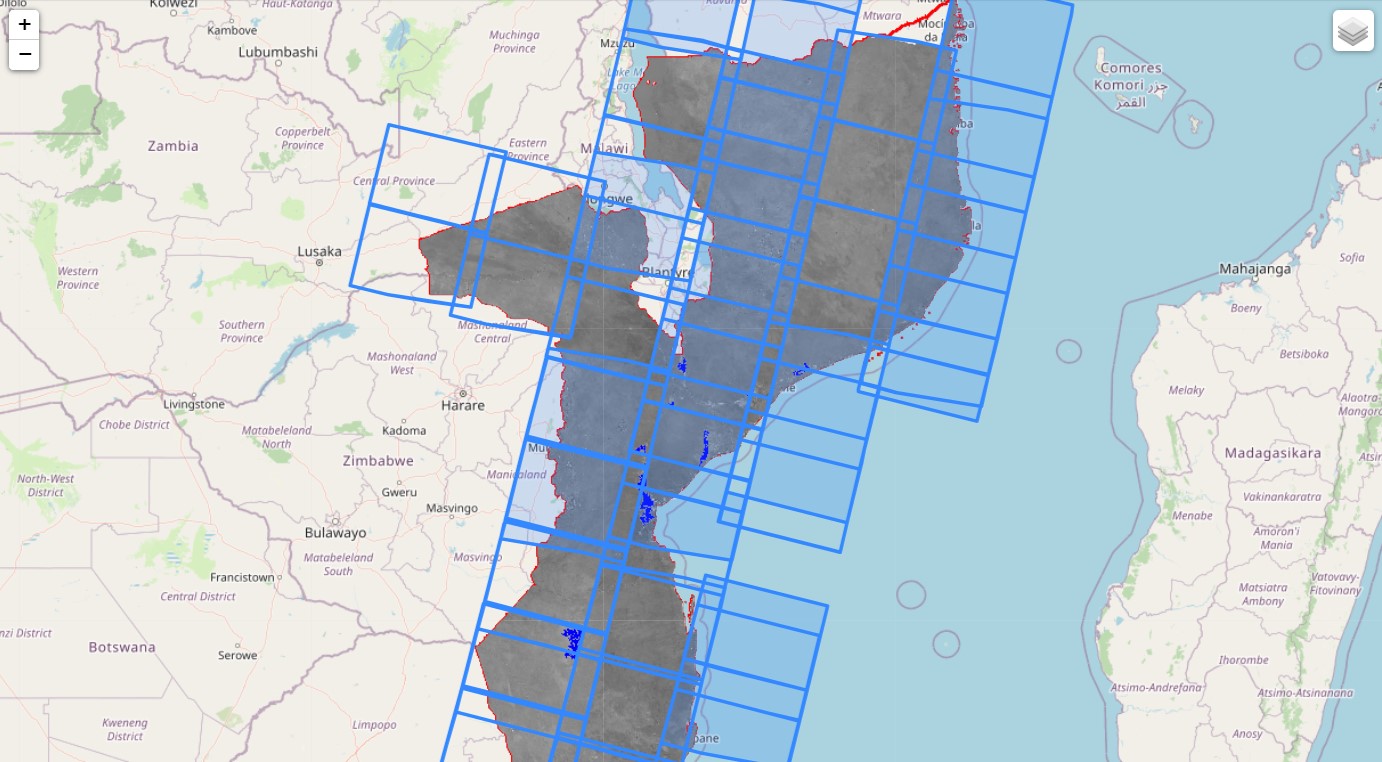 +
−
Kolwezi
Haut-Katanga
Kambove
Lubumbashi
Muchinga
Province
Mzuzu
Mtwara
Ruvuma
Copperbelt
Province
Zambia
Eastern
Province
Malawi
Central Province
Lusaka
Western
Province
Blantyre
Southern
Province
Mashonaland
Central
Mashonaland
West
Livingstone
Harare
Chobe District
Kadoma
Matabeleland
North
Zimbabwe
North-West
District
Gweru
Manicaland
Masvingo
Bulawayo
Matabeleland
South
Masvingo
Francistown
Central District
Botswana
Serowe
Kweneng
District
Limpopo
Comores
Komori جزر
القمر
Mahajanga
Sofia
Boeny
Betsiboka
Melaky
Madagasikara
Vakinankaratra
Menabe
Amoron'i
Mania
Matsiatra
Ambony
Vatovavy-
Fitovinany
Ihorombe
Atsimo-Andrefana
Atsimo-Atsinanana
Anosy